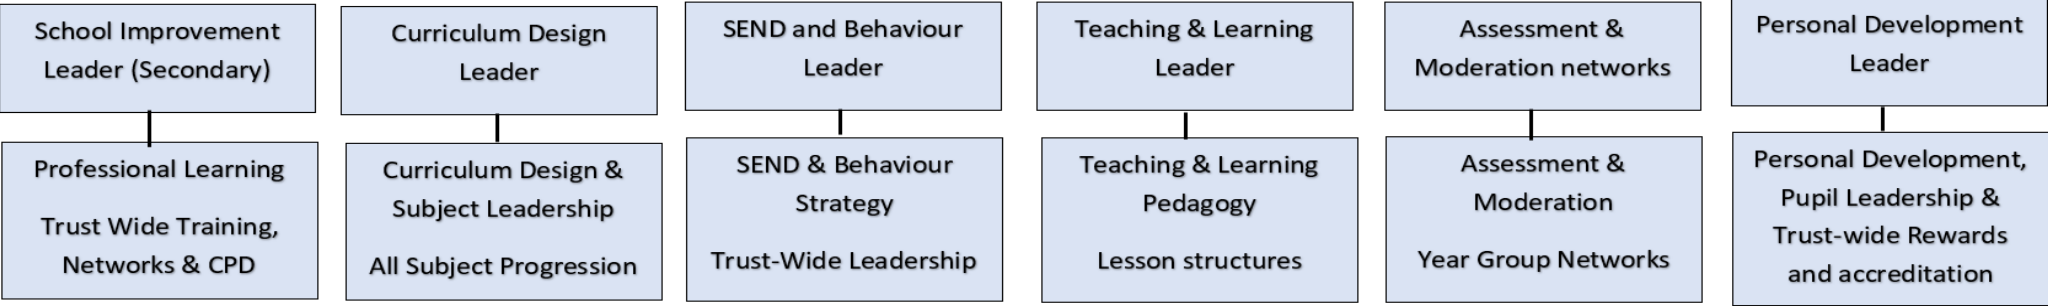 School Improvement
Leader (Secondary)
Curriculum Design
Leader
SEND and Behaviour
Leader
Teaching & Learning
Leader
Assessment &
Moderation networks
Personal Development
Leader
Professional Learning
Trust Wide Training,
Networks & CPD
Curriculum Design &
Subject Leadership
All Subject Progression
SEND & Behaviour
Strategy
Trust-Wide Leadership
Teaching & Learning
Pedagogy
Lesson structures
Assessment &
Moderation
Year Group Networks
Personal Development,
Pupil Leadership &
Trust-wide Rewards
and accreditation